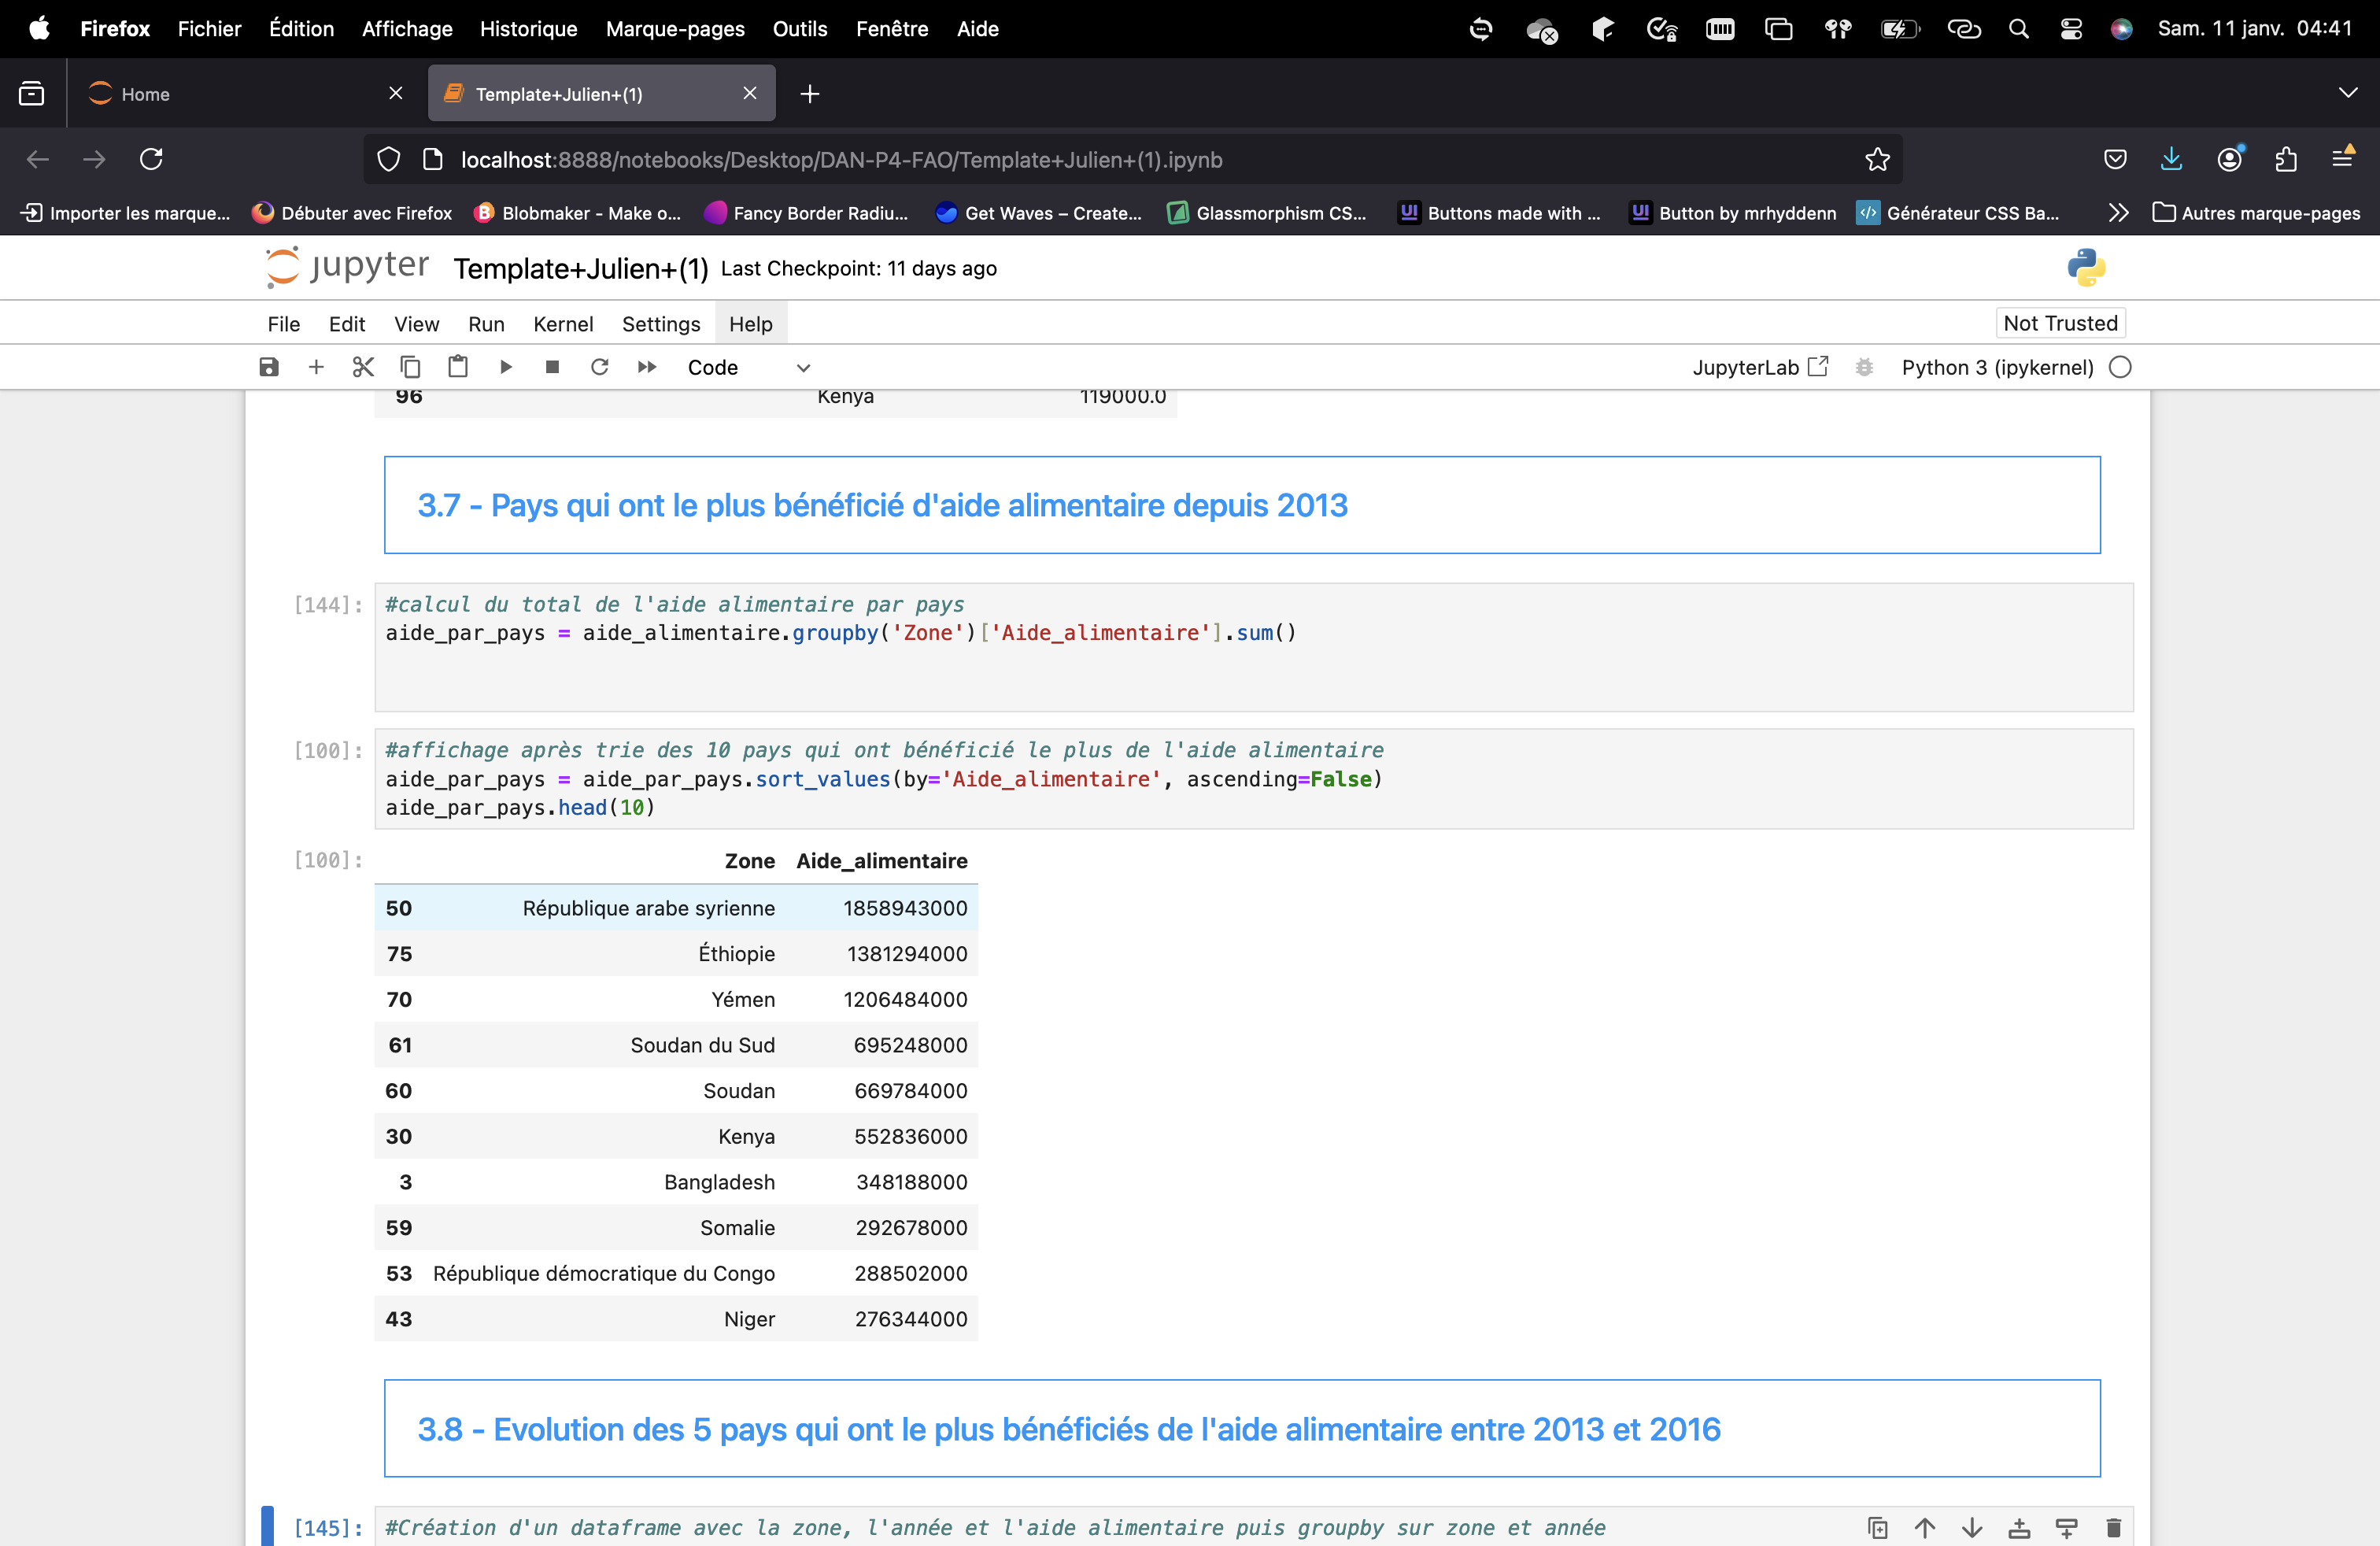 Firefox Fichier Édition Affichage Historique Marque-pages Outils Fenêtre Aide Sam. 11 janv. 04:41
Home Template+Julien+(1)
localhost:8888/notebooks/Desktop/DAN-P4-FAO/Template+Julien+(1).ipynb
Importer les marque... Débuter avec Firefox Blobmaker - Make o... Fancy Border Radiu... Get Waves – Create... Glassmorphism CS... Buttons made with ... Button by mrhyddenn Générateur CSS Ba... Autres marque-pages
jupyter Template+Julien+(1) Last Checkpoint: 11 days ago
File Edit View Run Kernel Settings Help Not Trusted
Code JupyterLab Python 3 (ipykernel)
96 Kenya 119000.0
3.7 - Pays qui ont le plus bénéficié d'aide alimentaire depuis 2013
[144]: #calcul du total de l'aide alimentaire par pays
aide_par_pays = aide_alimentaire.groupby('Zone')['Aide_alimentaire'].sum()
[100]: #affichage après trie des 10 pays qui ont bénéficié le plus de l'aide alimentaire
aide_par_pays = aide_par_pays.sort_values(by='Aide_alimentaire', ascending=False)
aide_par_pays.head(10)
[100]: Zone Aide_alimentaire
50 République arabe syrienne 1858943000
75 Éthiopie 1381294000
70 Yémen 1206484000
61 Soudan du Sud 695248000
60 Soudan 669784000
30 Kenya 552836000
3 Bangladesh 348188000
59 Somalie 292678000
53 République démocratique du Congo 288502000
43 Niger 276344000
3.8 - Evolution des 5 pays qui ont le plus bénéficiés de l'aide alimentaire entre 2013 et 2016
[145]: #Création d'un dataframe avec la zone, l'année et l'aide alimentaire puis groupby sur zone et année